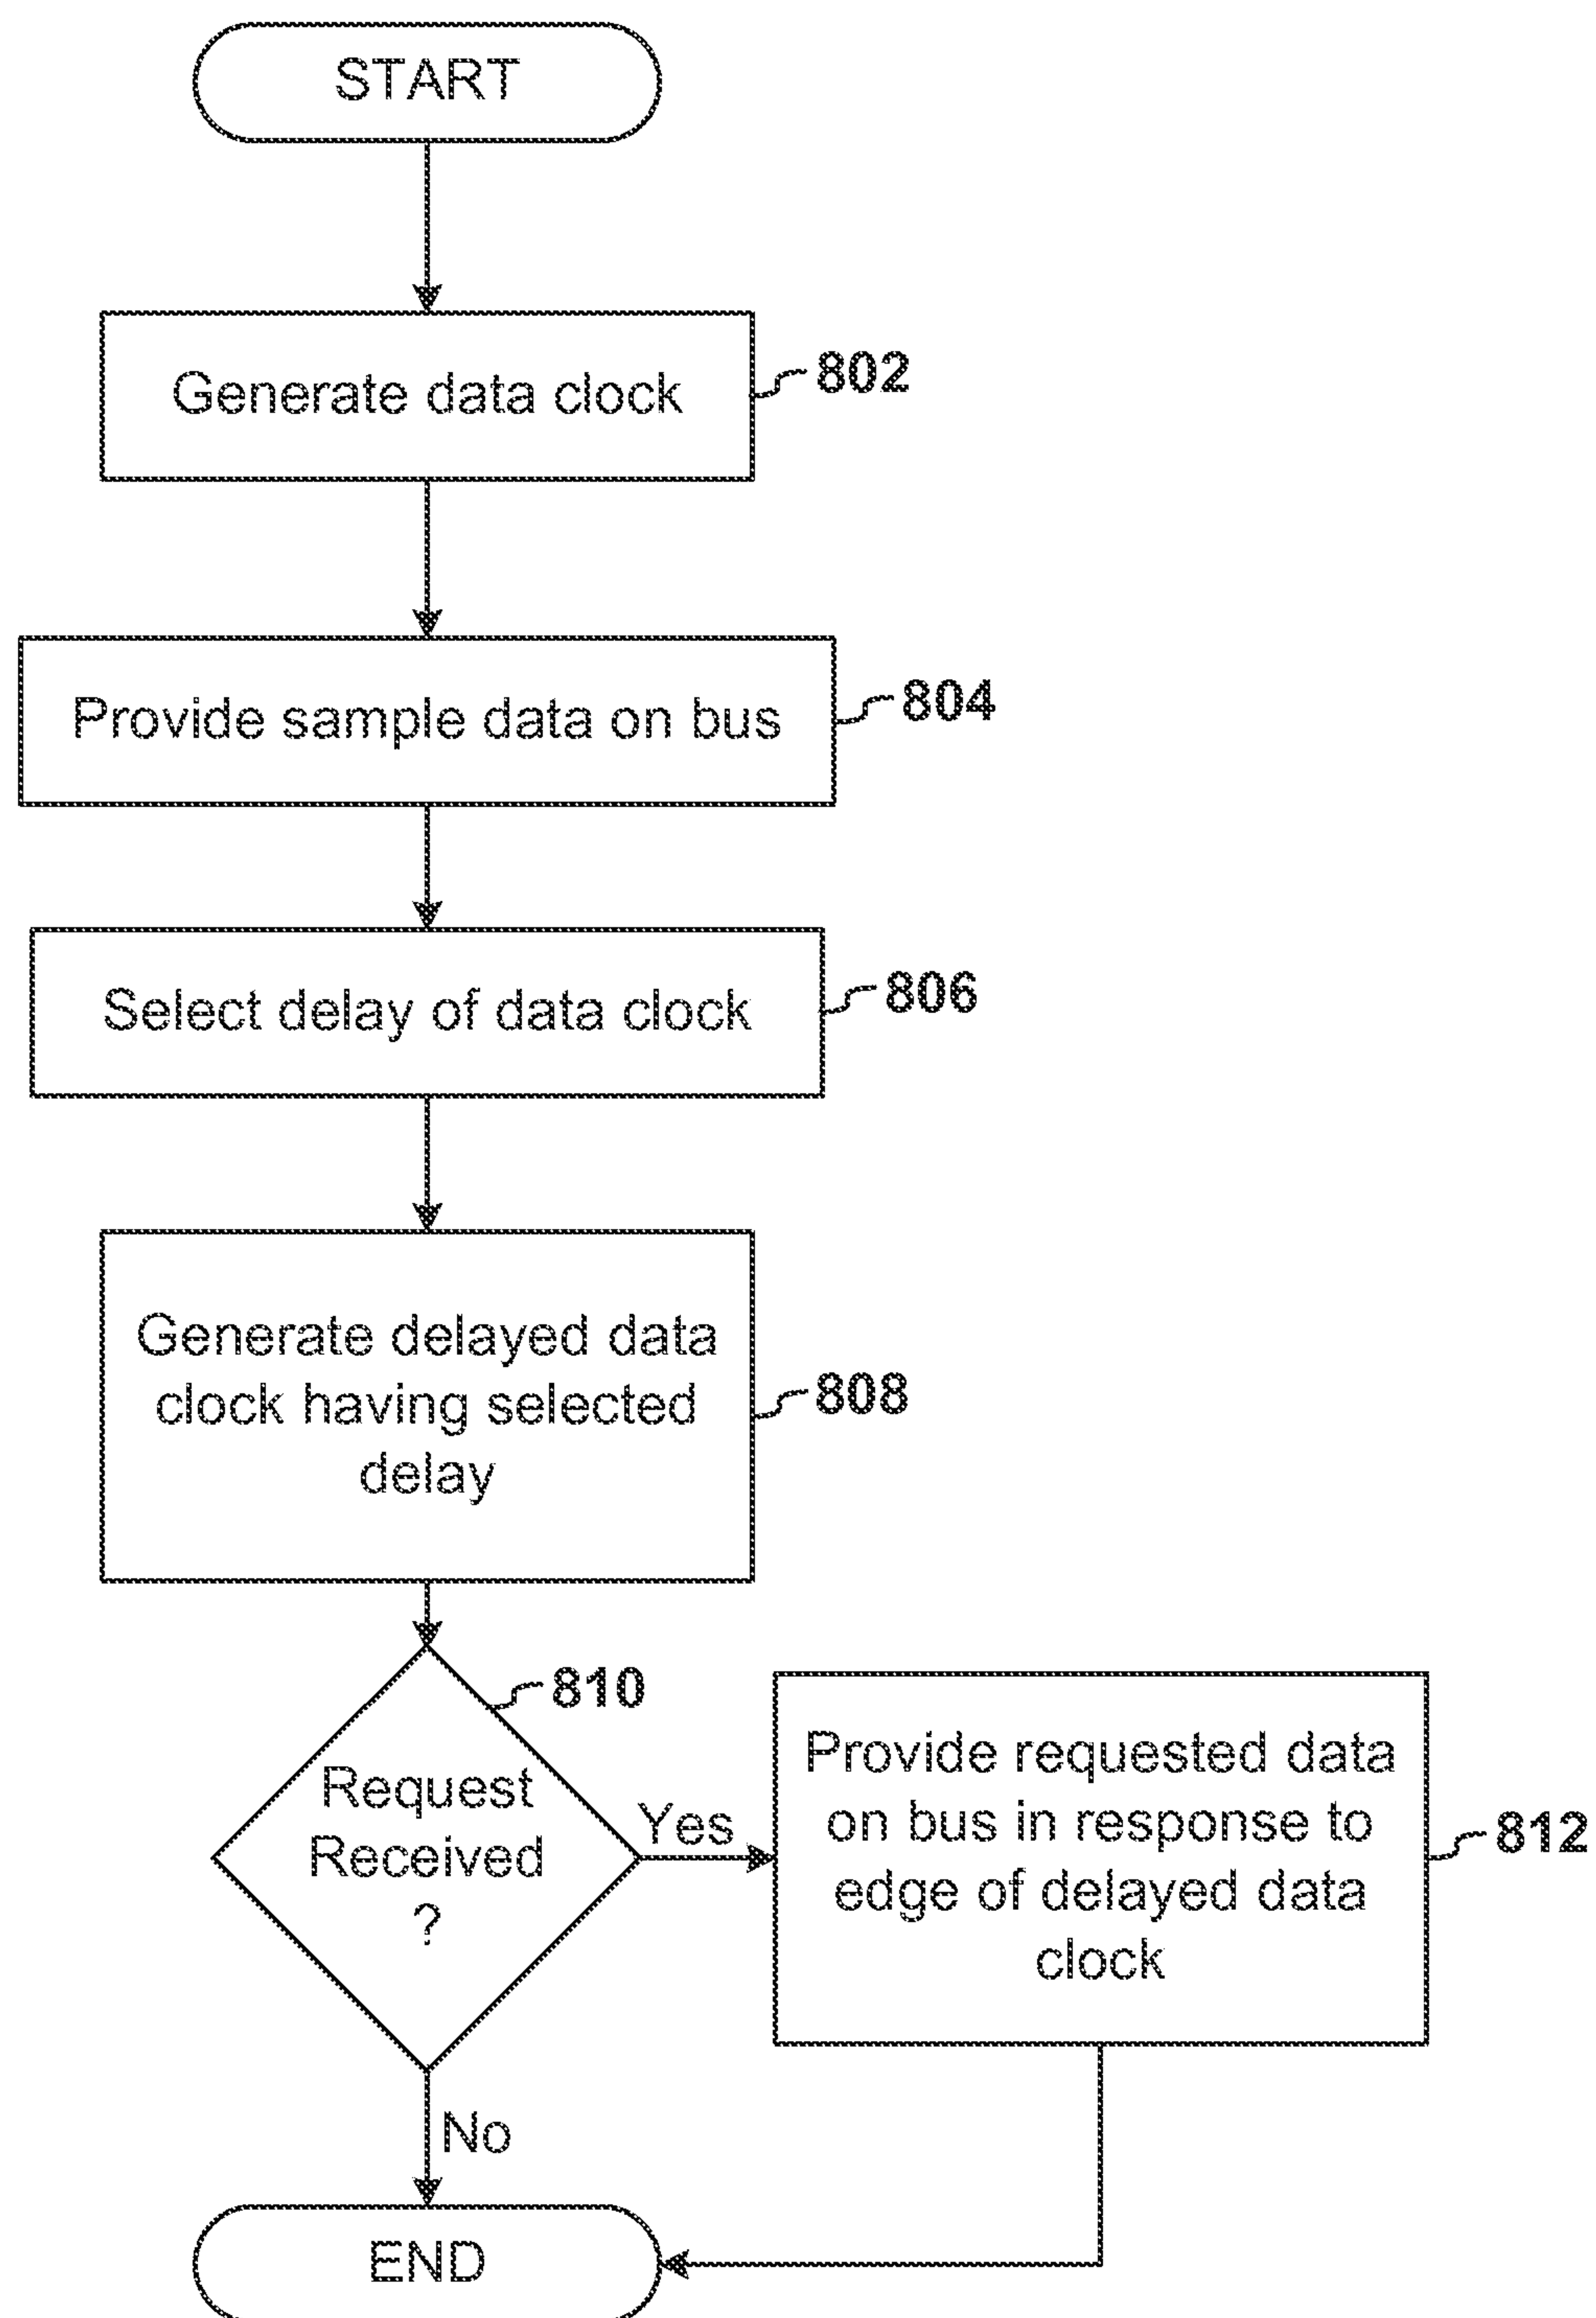 START
Generate data clock
802
Provide sample data on bus
804
Select delay of data clock
806
Generate delayed data
clock having selected
delay
808
810
Request
Received
?
Yes
Provide requested data
on bus in response to
edge of delayed data
clock
812
No
END